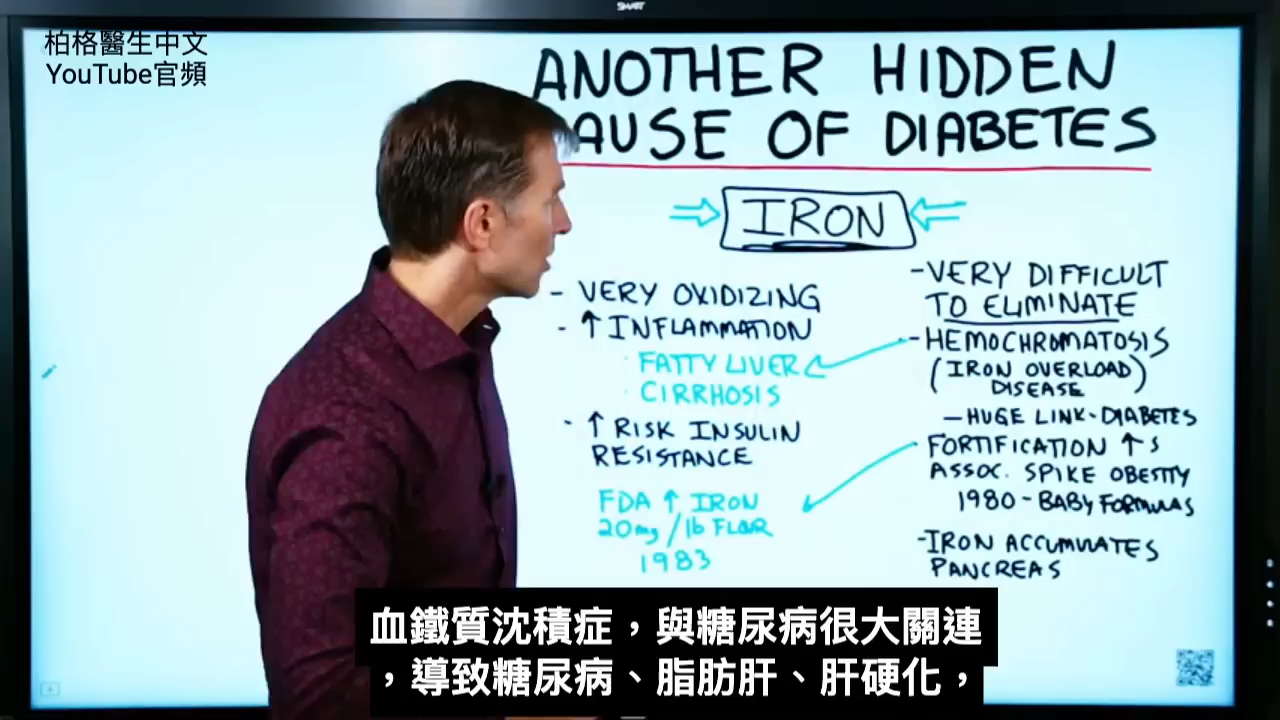 SMART
柏格醫生中文
YouTube官頻
ANOTHER HIDDEN
CAUSE OF DIABETES
IRON
- VERY OXIDIZING
- ↑ INFLAMMATION
· FATTY LIVER
· CIRRHOSIS
- ↑ RISK INSULIN
RESISTANCE
FDA ↑ IRON
20mg/lb FLOUR
1983
- VERY DIFFICULT
TO ELIMINATE
- HEMOCHROMATOSIS
(IRON OVERLOAD)
DISEASE
- HUGE LINK - DIABETES
FORTIFICATION ↑'S
ASSOC. SPIKE OBESITY
1980 - BABY FORMULAS
- IRON ACCUMULATES
PANCREAS
血鐵質沈積症，與糖尿病很大關連
，導致糖尿病、脂肪肝、肝硬化，